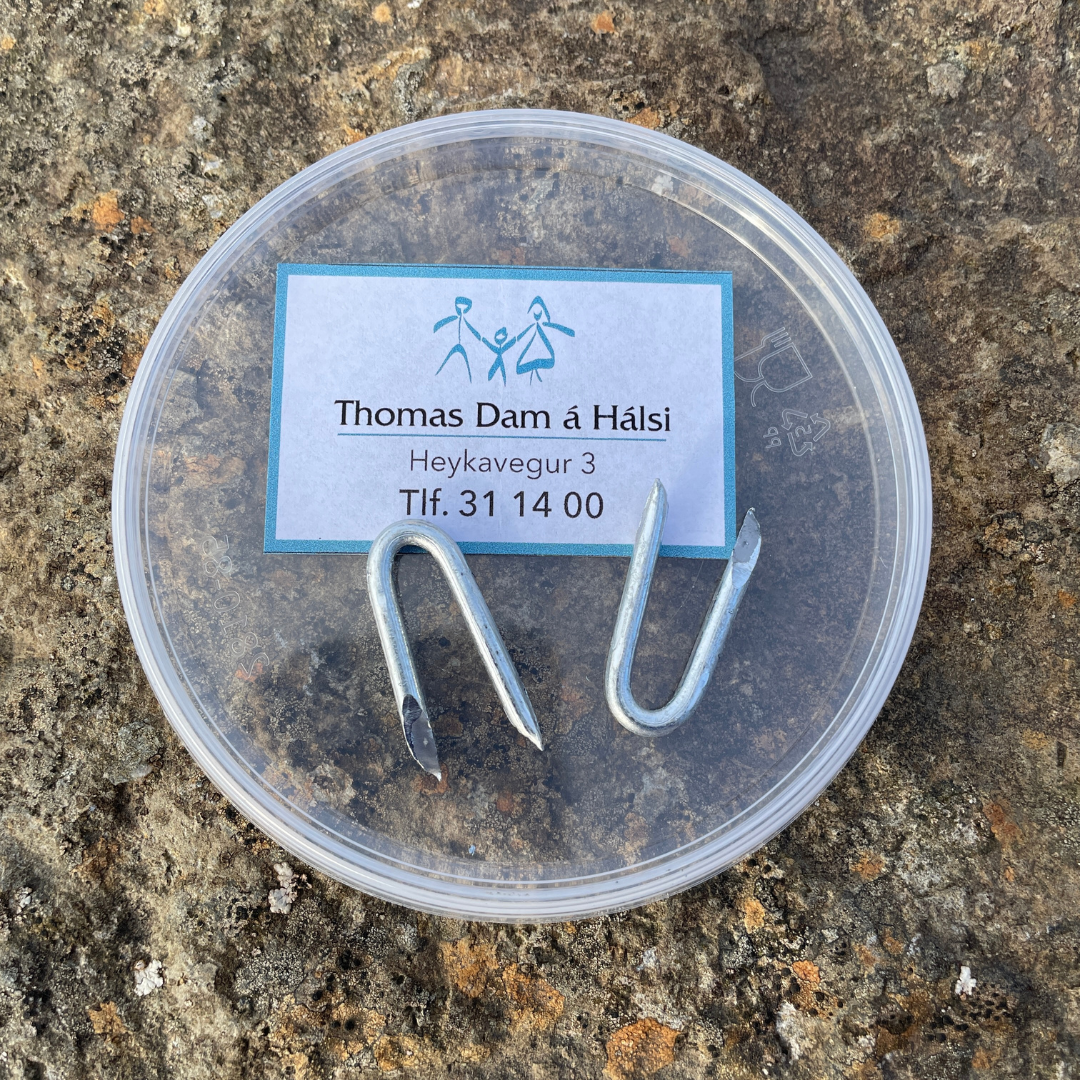 Thomas Dam á Hálsi
Heykavegur 3
Tlf. 31 14 00